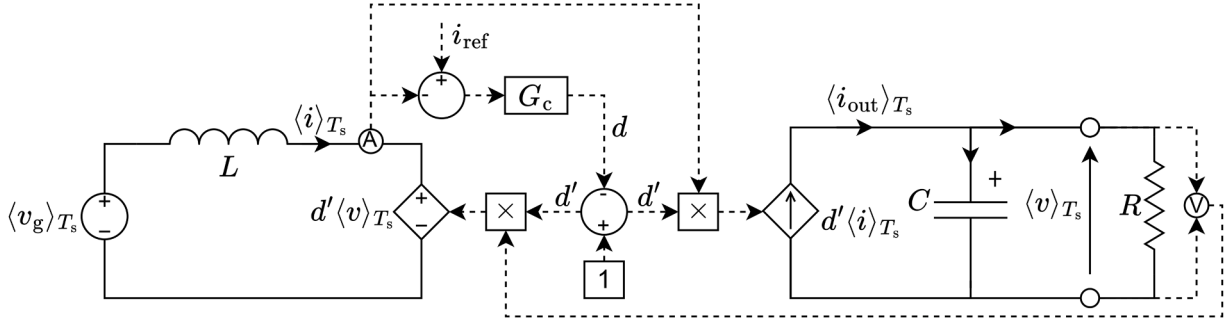 i_ref
+
-
G_c
⟨i⟩_{T_s}
A
⟨i_out⟩_{T_s}
d
L
⟨v_g⟩_{T_s}
+
−
d′⟨v⟩_{T_s}
+
−
×
d′
-
+
d′
×
d′⟨i⟩_{T_s}
C
+
⟨v⟩_{T_s}
R
V
1